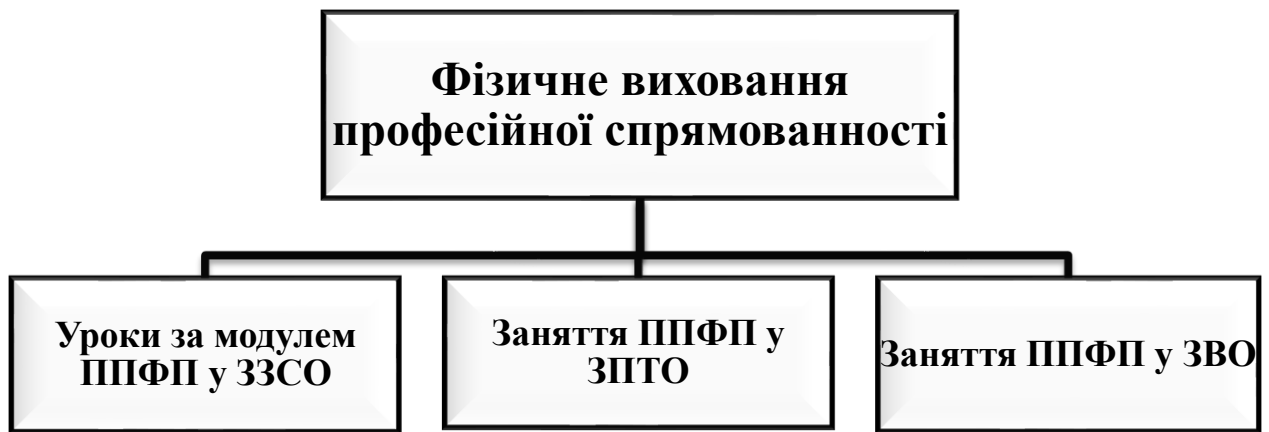 Фізичне виховання
професійної спрямованності
Уроки за модулем
ППФП у ЗЗСО
Заняття ППФП у
ЗПТО
Заняття ППФП у ЗВО